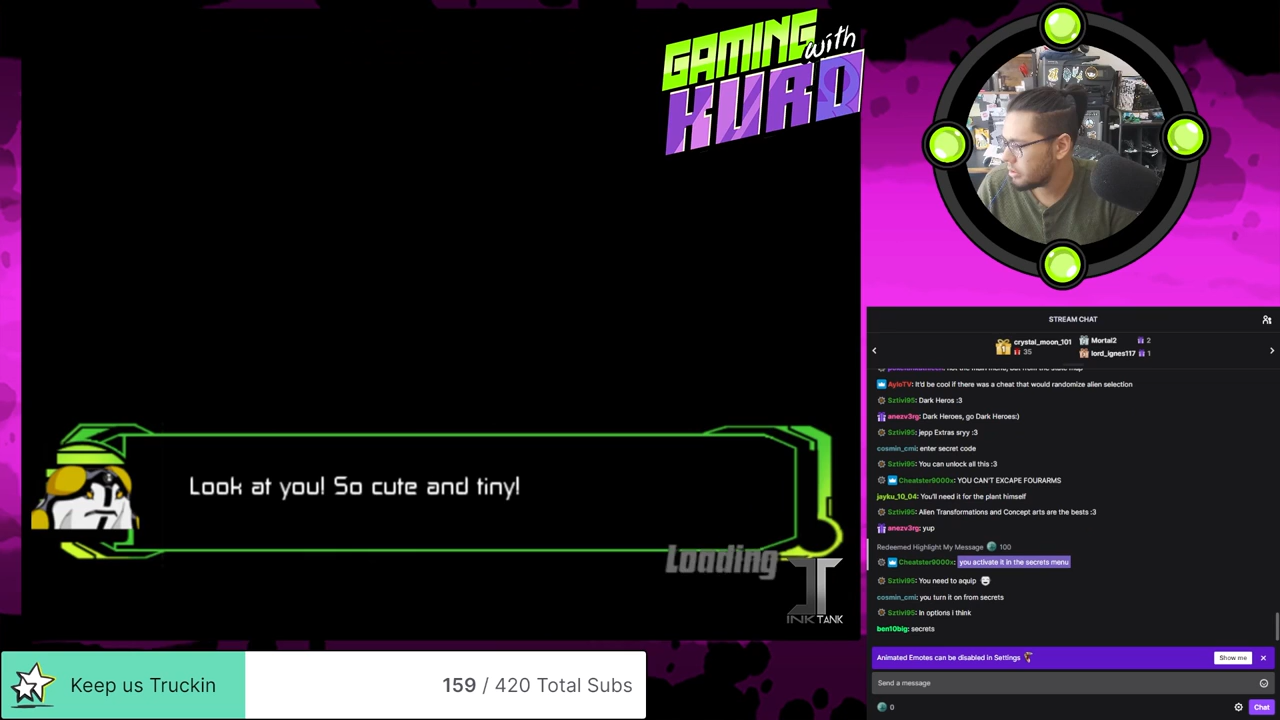 GAMING with
KURO
Look at you! So cute and tiny!
Loading
INKTANK
Keep us Truckin
159 / 420 Total Subs
STREAM CHAT
crystal_moon_101
35
Mortal2 2
lord_ignes117 1
AyloTV: It'd be cool if there was a cheat that would randomize alien selection
Sztivi95: Dark Heros :3
anezv3rg: Dark Heroes, go Dark Heroes:)
Sztivi95: jepp Extras sryy :3
cosmin_cmi: enter secret code
Sztivi95: You can unlock all this :3
Cheatster9000x: YOU CAN'T EXCAPE FOURARMS
jayku_10_04: You'll need it for the plant himself
Sztivi95: Alien Transformations and Concept arts are the bests :3
anezv3rg: yup
Redeemed Highlight My Message 100
Cheatster9000x: you activate it in the secrets menu
Sztivi95: You need to aquip
cosmin_cmi: you turn it on from secrets
Sztivi95: In options i think
ben10big: secrets
Animated Emotes can be disabled in Settings
Show me
Send a message
0
Chat